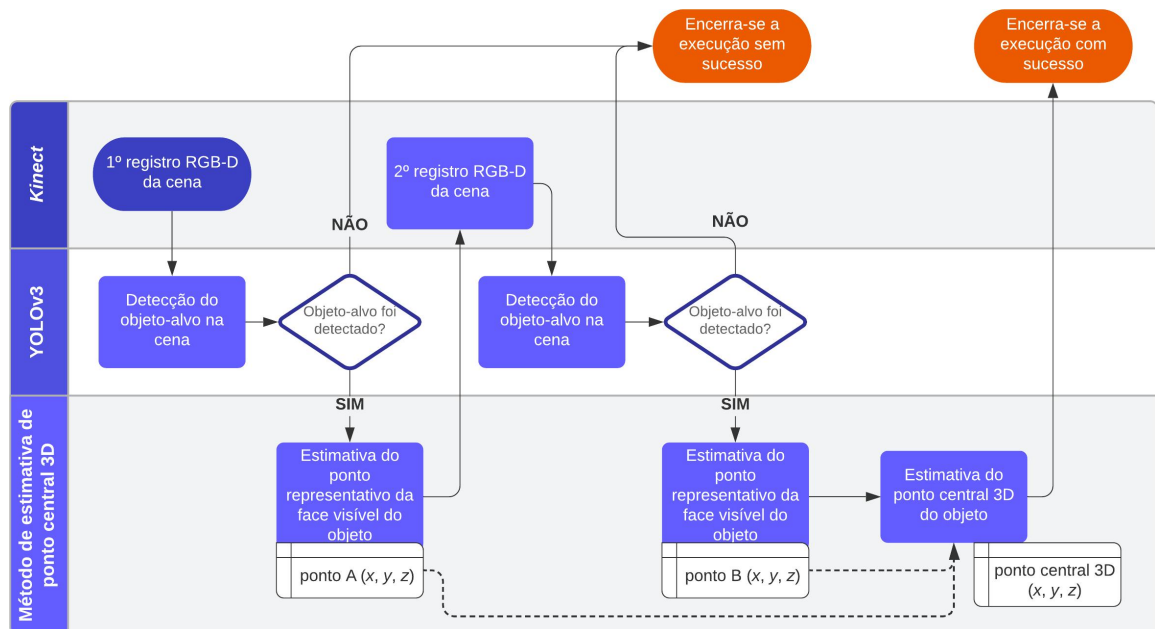 Encerra-se a
execução sem
sucesso
Encerra-se a
execução com
sucesso
Kinect
1º registro RGB-D
da cena
2º registro RGB-D
da cena
NÃO
NÃO
YOLOv3
Detecção do
objeto-alvo na
cena
Objeto-alvo foi
detectado?
Detecção do
objeto-alvo na
cena
Objeto-alvo foi
detectado?
SIM
SIM
Método de estimativa de
ponto central 3D
Estimativa do
ponto
representativo da
face visível do
objeto
ponto A (x, y, z)
Estimativa do
ponto
representativo da
face visível do
objeto
ponto B (x, y, z)
Estimativa do
ponto central 3D
do objeto
ponto central 3D
(x, y, z)